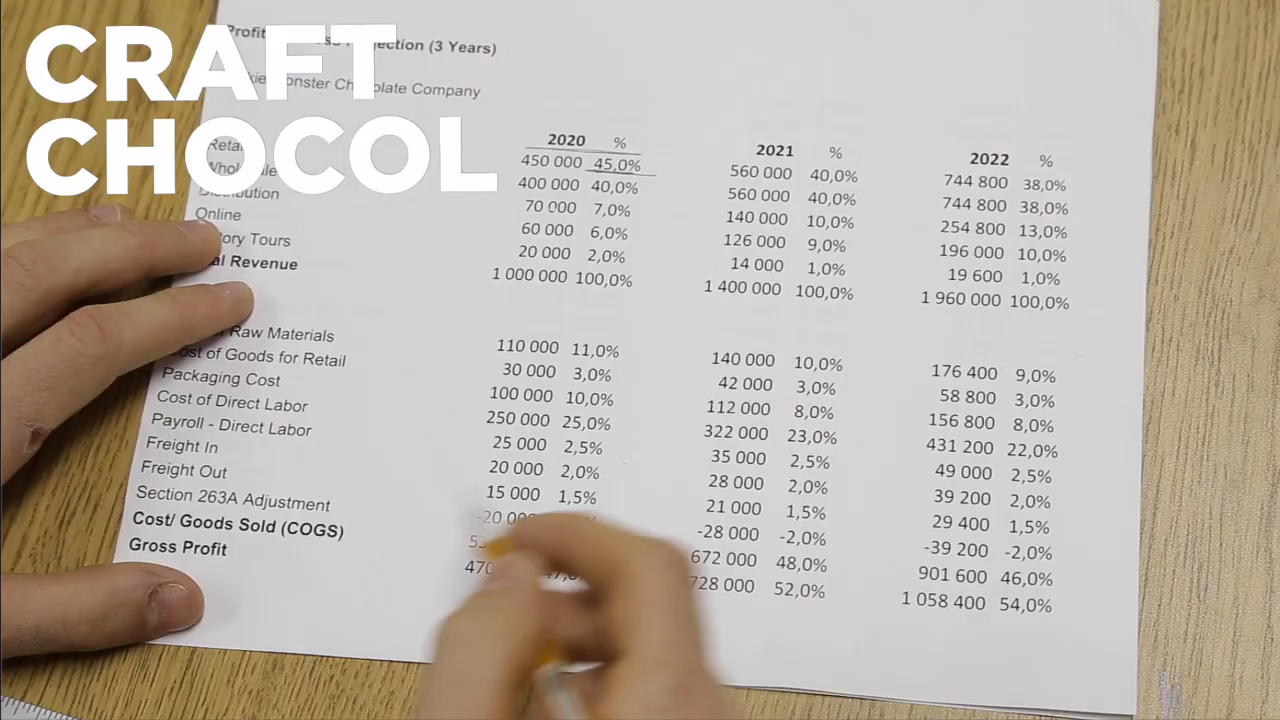 CRAFT
CHOCOL
(3 Years)
Chocolate Company
2020 % 2021 % 2022 %
Retail 450 000 45,0% 560 000 40,0% 744 800 38,0%
Wholesale 400 000 40,0% 560 000 40,0% 744 800 38,0%
Distribution 70 000 7,0% 140 000 10,0% 254 800 13,0%
Online 60 000 6,0% 126 000 9,0% 196 000 10,0%
Tours 20 000 2,0% 14 000 1,0% 19 600 1,0%
Revenue 1 000 000 100,0% 1 400 000 100,0% 1 960 000 100,0%
Raw Materials 110 000 11,0% 140 000 10,0% 176 400 9,0%
Cost of Goods for Retail 30 000 3,0% 42 000 3,0% 58 800 3,0%
Packaging Cost 100 000 10,0% 112 000 8,0% 156 800 8,0%
Cost of Direct Labor 250 000 25,0% 322 000 23,0% 431 200 22,0%
Payroll - Direct Labor 25 000 2,5% 35 000 2,5% 49 000 2,5%
Freight In 20 000 2,0% 28 000 2,0% 39 200 2,0%
Freight Out 15 000 1,5% 21 000 1,5% 29 400 1,5%
Section 263A Adjustment -28 000 -2,0% -39 200 -2,0%
Cost/ Goods Sold (COGS) 672 000 48,0% 901 600 46,0%
Gross Profit 728 000 52,0% 1 058 400 54,0%